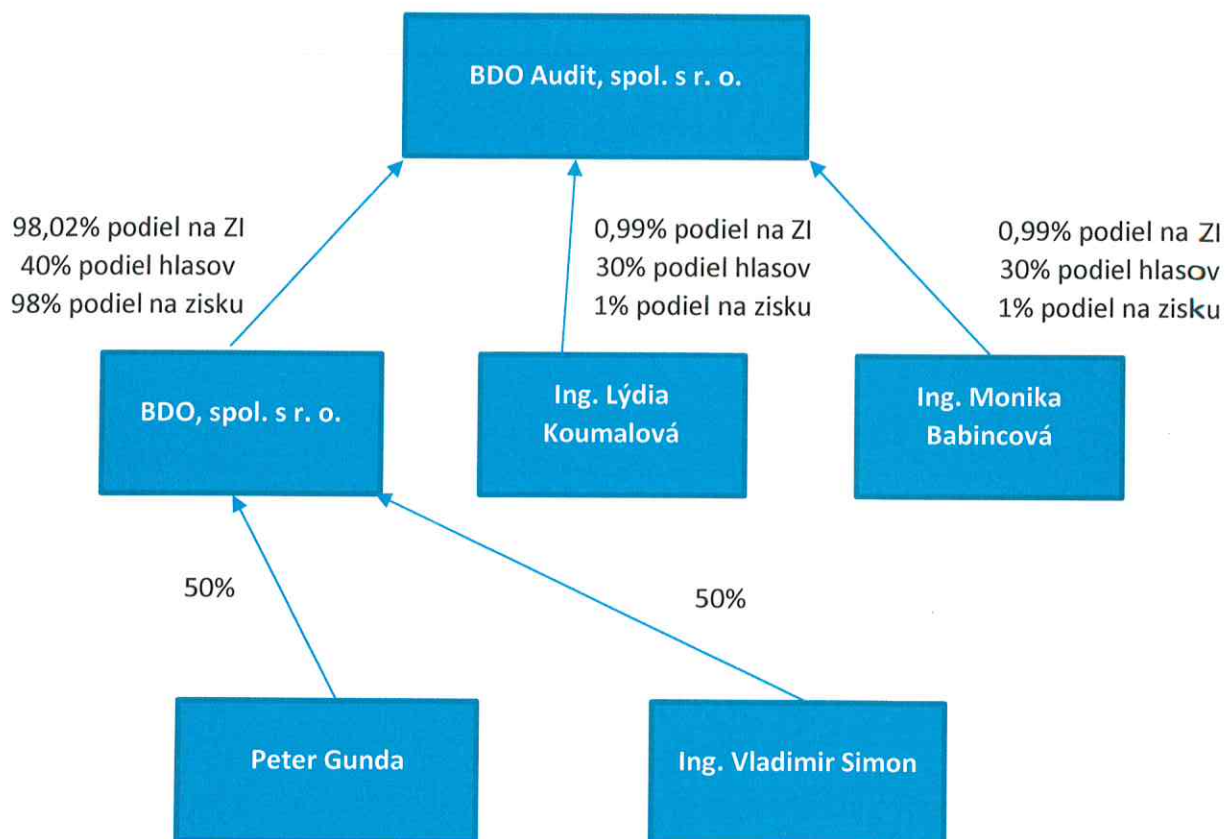 BDO Audit, spol. s r. o.
98,02% podiel na ZI
40% podiel hlasov
98% podiel na zisku
0,99% podiel na ZI
30% podiel hlasov
1% podiel na zisku
0,99% podiel na ZI
30% podiel hlasov
1% podiel na zisku
BDO, spol. s r. o.
Ing. Lýdia
Koumalová
Ing. Monika
Babincová
50%
50%
Peter Gunda
Ing. Vladimir Simon